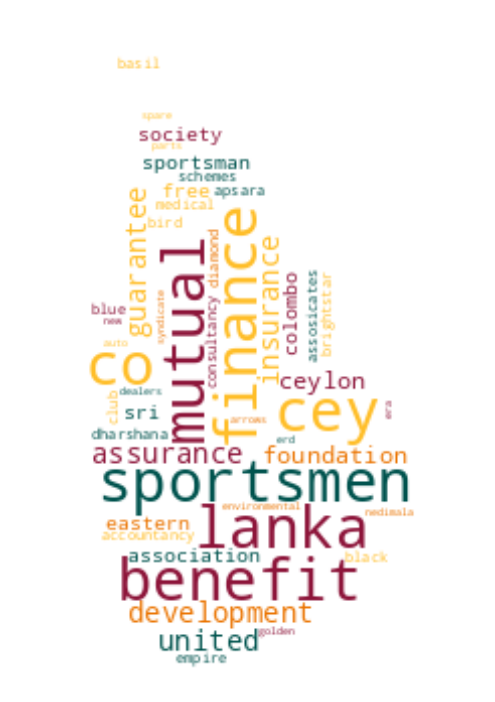 basil
spare
society
parts
sportsman
schemes
free apsara
medical
bird
guarantee
mutual
finance
insurance
diamond
syndicate
consultancy
colombo
assosicates
brightstar
blue
new
auto
co
dealers
ceylon
club
sri
cey
era
arrows
dharshana
erd
assurance foundation
sportsmen
environmental
nedimala
eastern
lanka
accountancy
association
black
benefit
development
golden
united
empire